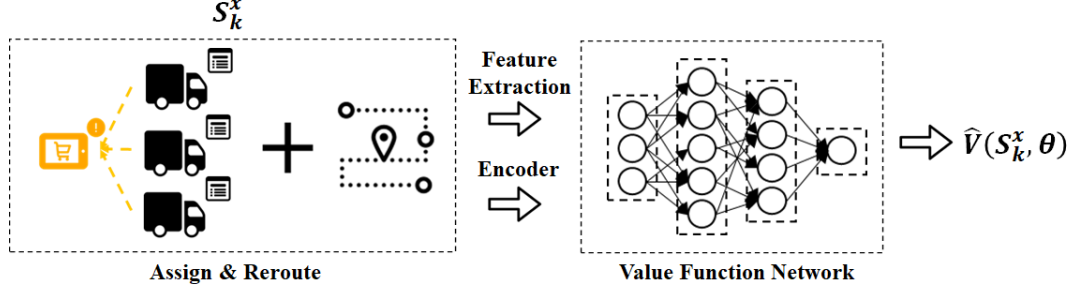 S_k^x
Feature
Extraction
Encoder
!
V̂(S_k^x, θ)
Assign & Reroute
Value Function Network